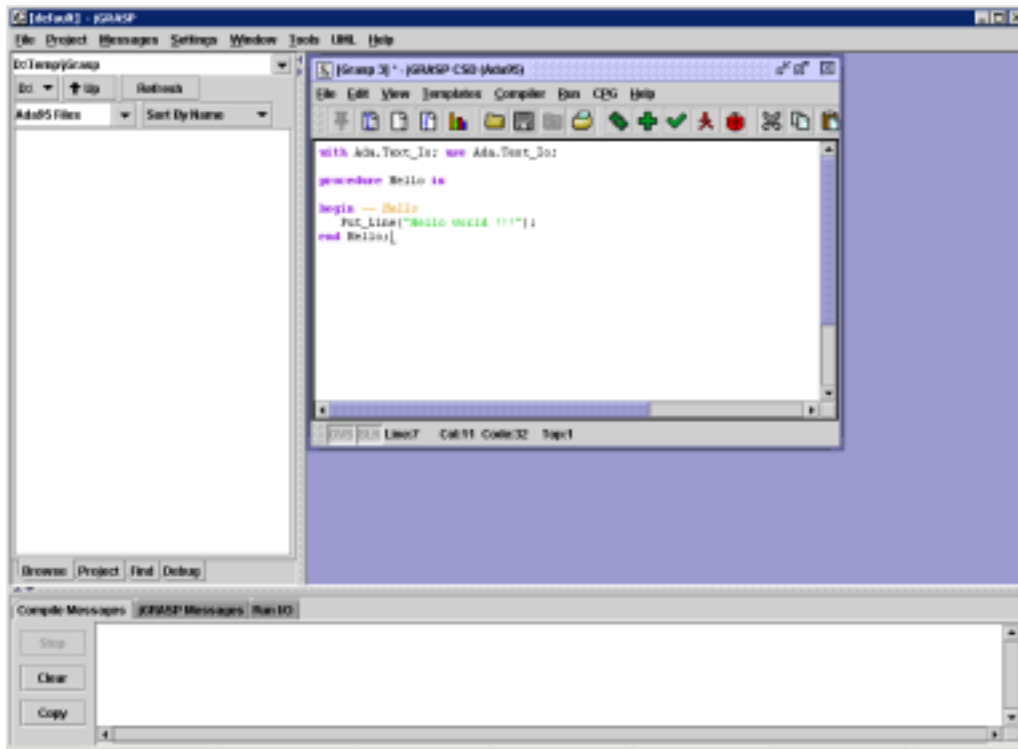 [default] - jGRASP
File Project Messages Settings Window Tools UML Help
D:\Temp\jGrasp
D:\ Up Refresh
Ada95 Files Sort By Name
[Grasp 3] * - jGRASP CSD (Ada95)
File Edit View Templates Compiler Run CPG Help
with Ada.Text_Io; use Ada.Text_Io;
procedure Hello is
begin -- Hello
Put_Line("Hello World !!!");
end Hello;
OVS BLK Line:7 Col:11 Code:32 Top:1
Browse Project Find Debug
Compile Messages jGRASP Messages Run I/O
Stop
Clear
Copy